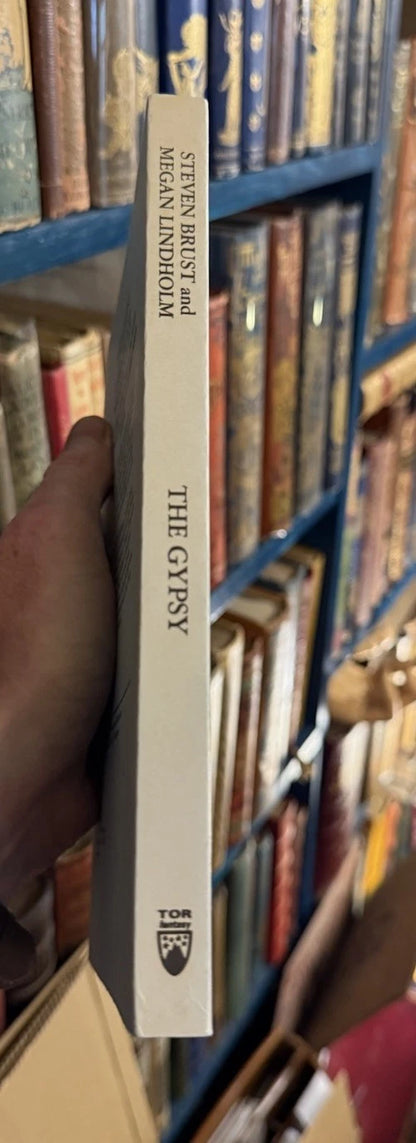 STEVEN BRUST and
MEGAN LINDHOLM
THE GYPSY
TOR
fantasy